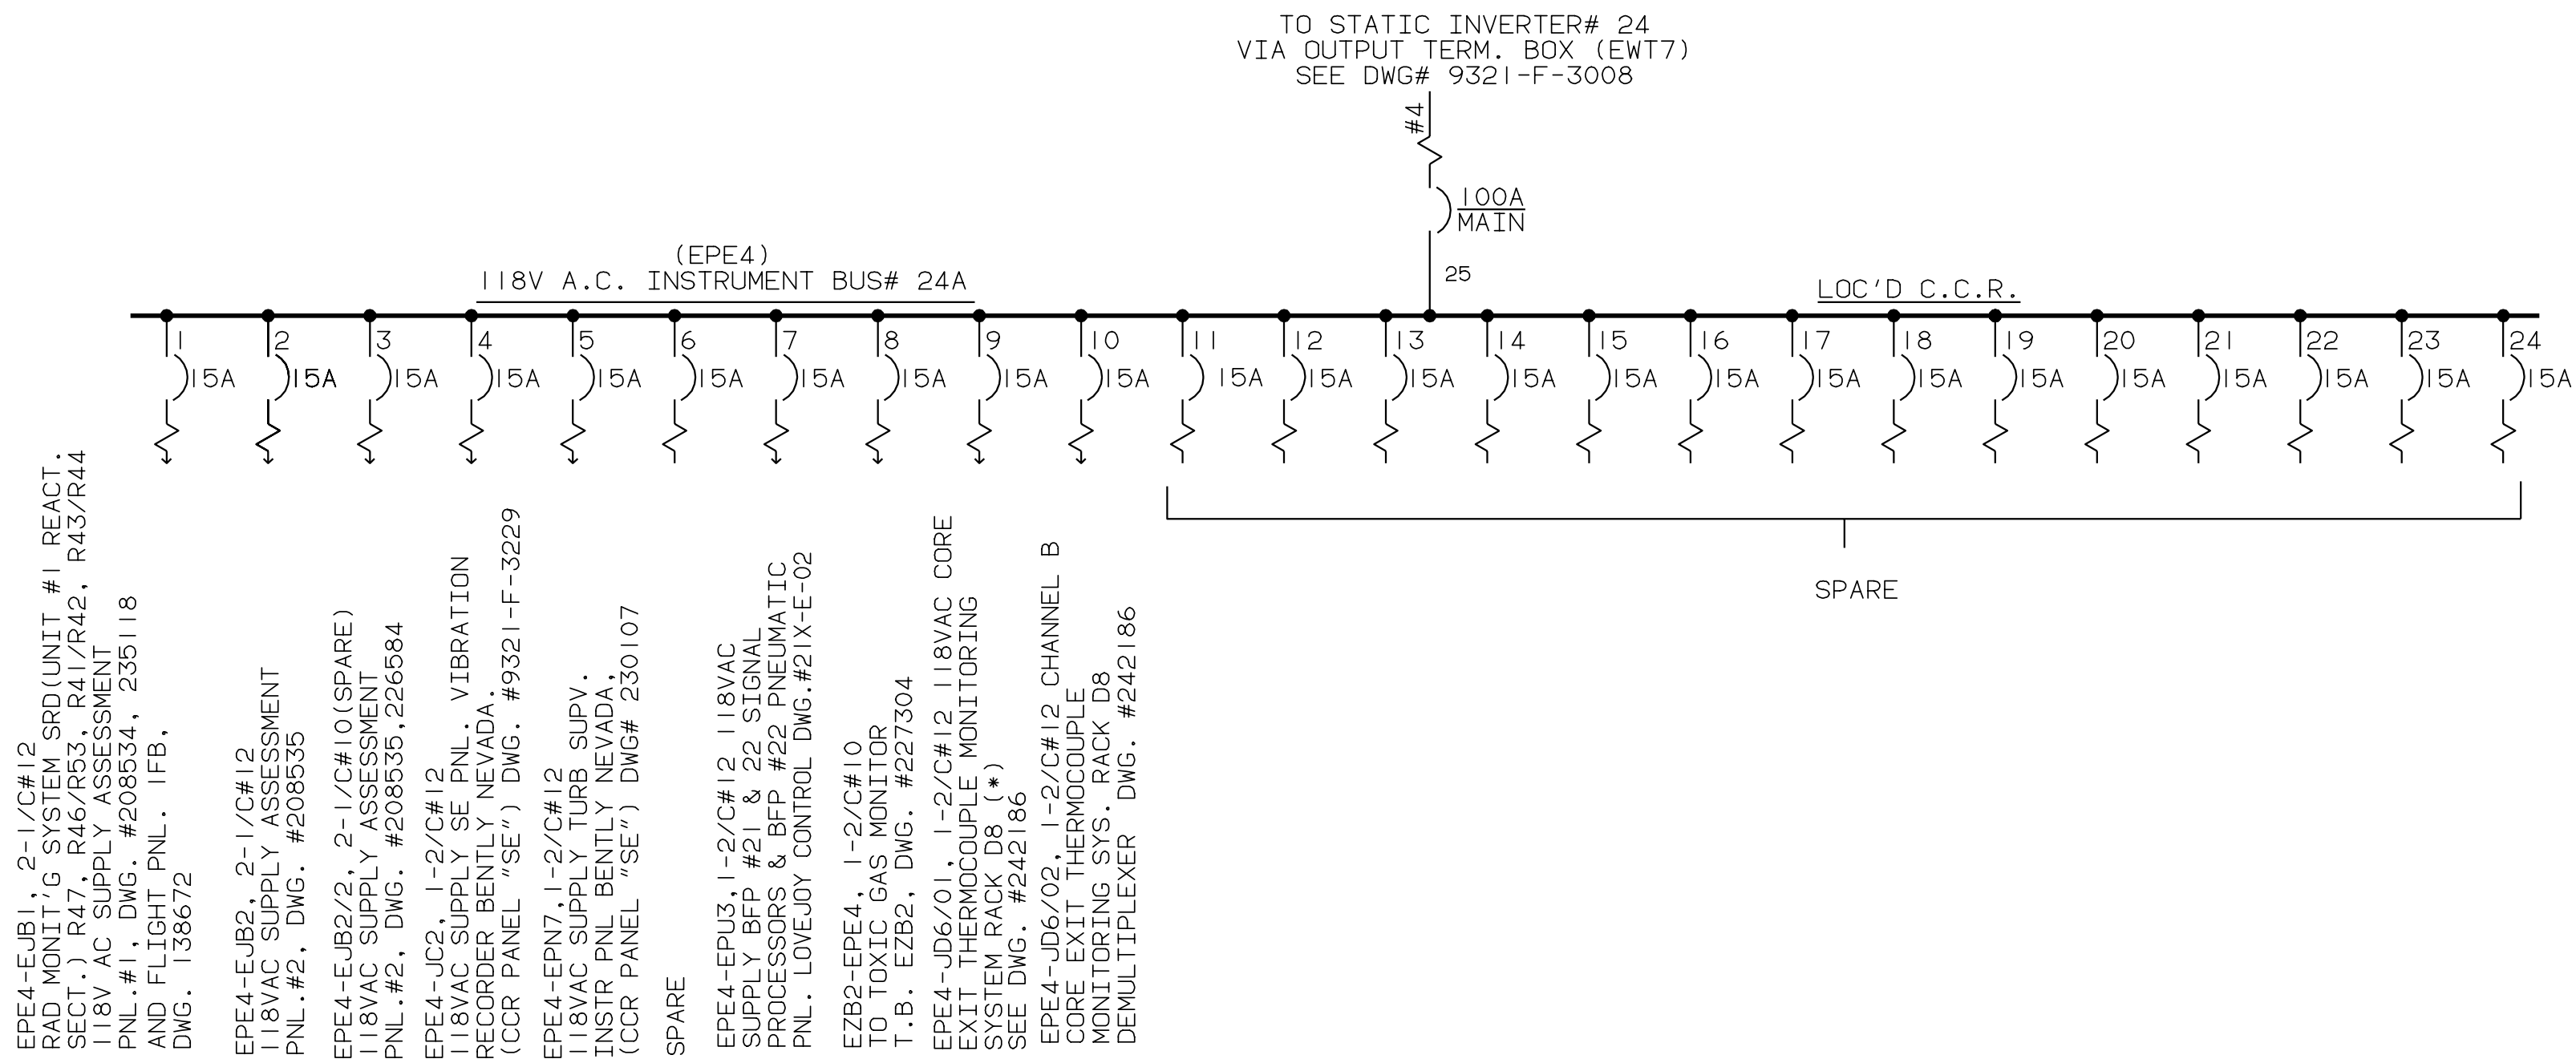 TO STATIC INVERTER# 24
VIA OUTPUT TERM. BOX (EWT7)
SEE DWG# 9321-F-3008
#4
100A
MAIN
25
(EPE4)
118V A.C. INSTRUMENT BUS# 24A
LOC'D C.C.R.
1 2 3 4 5 6 7 8 9 10 11 12 13 14 15 16 17 18 19 20 21 22 23 24
15A 15A 15A 15A 15A 15A 15A 15A 15A 15A 15A 15A 15A 15A 15A 15A 15A 15A 15A 15A 15A 15A 15A 15A
EPE4-EJB1, 2-1/C#12
RAD MONIT'G SYSTEM SRD(UNIT #1 REACT.
SECT.) R47, R46/R53, R41/R42, R43/R44
118V AC SUPPLY ASSESSMENT
PNL.#1, DWG. #208534, 235118
AND FLIGHT PNL. 1FB,
DWG. 138672
EPE4-EJB2, 2-1/C#12
118VAC SUPPLY ASSESSMENT
PNL.#2, DWG. #208535
EPE4-EJB2/2, 2-1/C#10(SPARE)
118VAC SUPPLY ASSESSMENT
PNL.#2, DWG. #208535,226584
EPE4-JC2, 1-2/C#12
118VAC SUPPLY SE PNL. VIBRATION
RECORDER BENTLY NEVADA.
(CCR PANEL "SE") DWG. #9321-F-3229
EPE4-EPN7,1-2/C#12
118VAC SUPPLY TURB SUPV.
INSTR PNL BENTLY NEVADA,
(CCR PANEL "SE") DWG# 230107
SPARE
EPE4-EPU3,1-2/C#12 118VAC
SUPPLY BFP #21 & 22 SIGNAL
PROCESSORS & BFP #22 PNEUMATIC
PNL. LOVEJOY CONTROL DWG.#21X-E-02
EZB2-EPE4, 1-2/C#10
TO TOXIC GAS MONITOR
T.B. EZB2, DWG. #227304
EPE4-JD6/01, 1-2/C#12 118VAC CORE
EXIT THERMOCOUPLE MONITORING
SYSTEM RACK D8 (*)
SEE DWG. #242186
EPE4-JD6/02, 1-2/C#12 CHANNEL B
CORE EXIT THERMOCOUPLE
MONITORING SYS. RACK D8
DEMULTIPLEXER DWG. #242186
SPARE